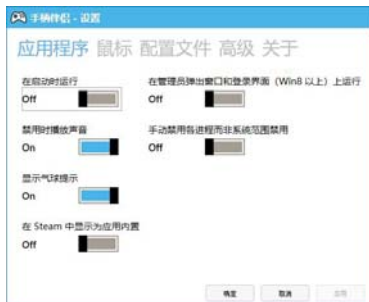 手柄伴侣 - 设置
应用程序 鼠标 配置文件 高级 关于
在启动时运行
Off
在管理员弹出窗口和登录界面（Win8 以上）上运行
Off
禁用时播放声音
On
手动禁用各进程而非系统范围禁用
Off
显示气球提示
On
在 Steam 中显示为应用内置
Off
确定 取消 应用